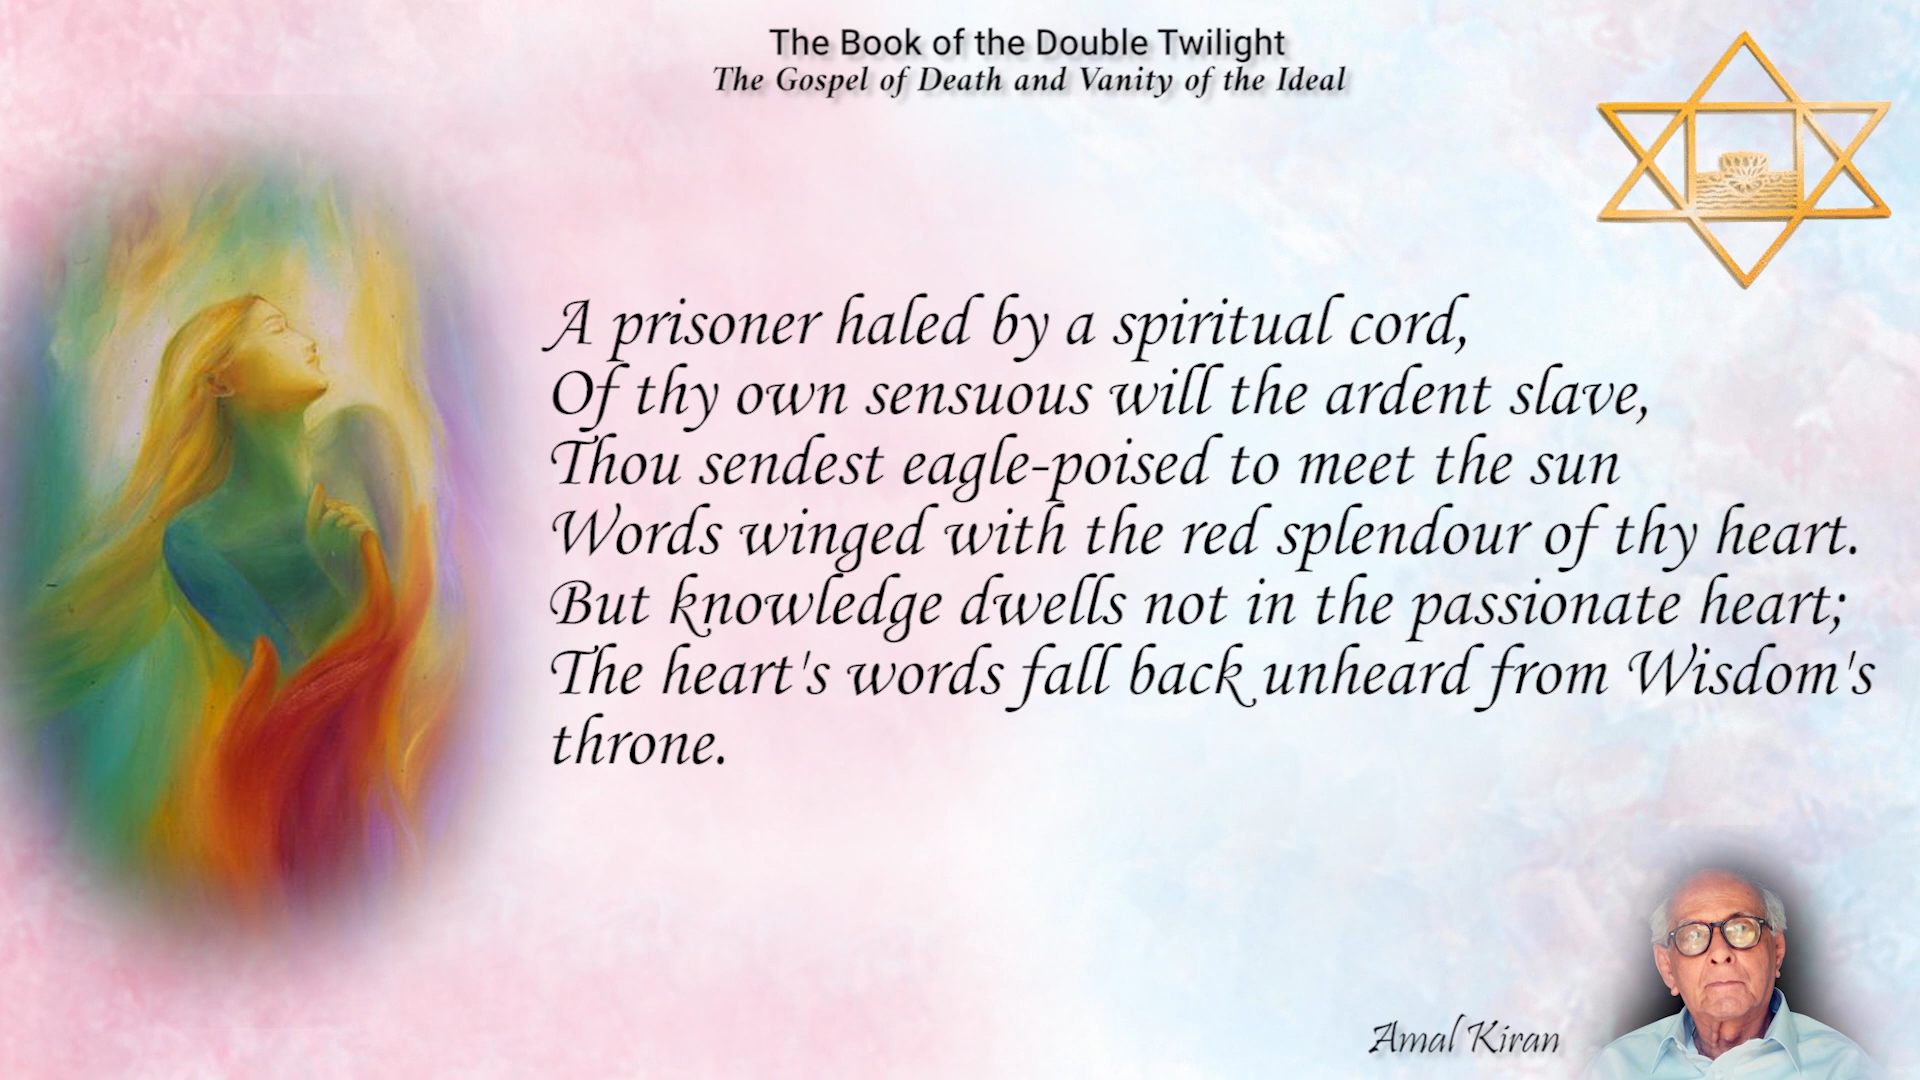 The Book of the Double Twilight
The Gospel of Death and Vanity of the Ideal
A prisoner haled by a spiritual cord,
Of thy own sensuous will the ardent slave,
Thou sendest eagle-poised to meet the sun
Words winged with the red splendour of thy heart.
But knowledge dwells not in the passionate heart;
The heart's words fall back unheard from Wisdom's
throne.
Amal Kiran